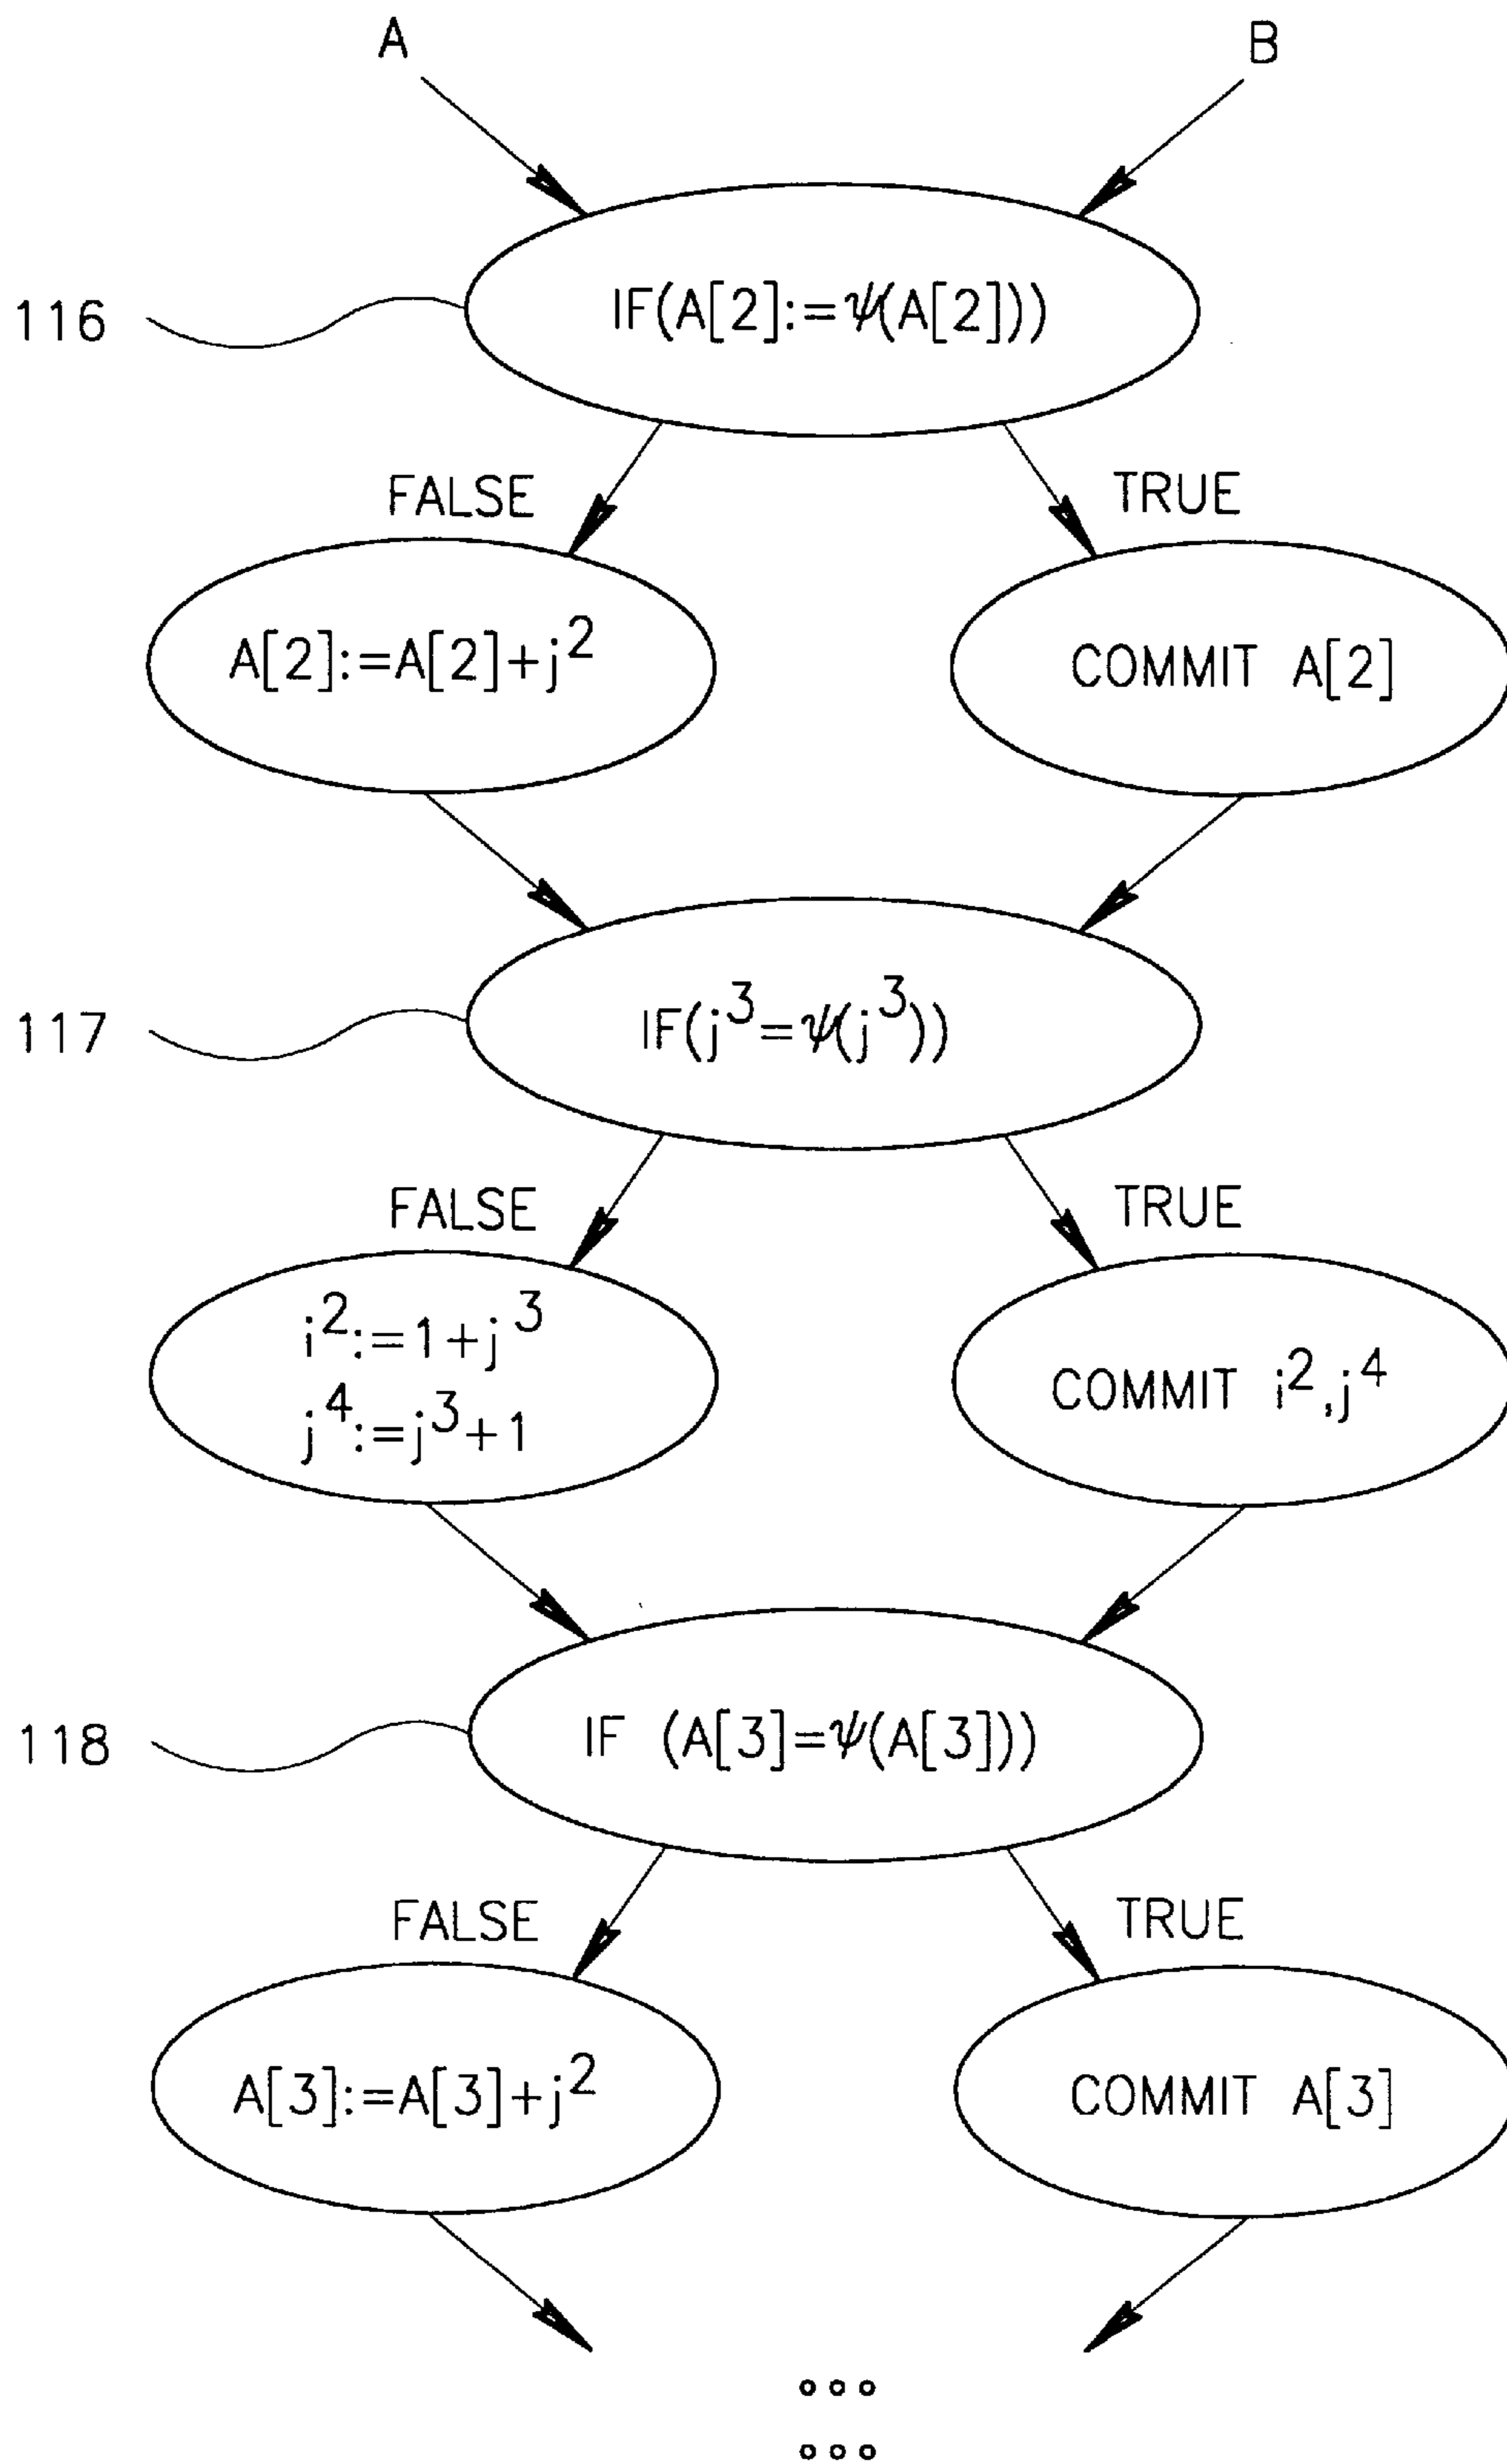 A
B
116
IF(A[2]:=ψ(A[2]))
FALSE
TRUE
A[2]:=A[2]+j²
COMMIT A[2]
117
IF(j³=ψ(j³))
FALSE
TRUE
i²:=1+j³
j⁴:=j³+1
COMMIT i²,j⁴
118
IF (A[3]=ψ(A[3]))
FALSE
TRUE
A[3]:=A[3]+j²
COMMIT A[3]